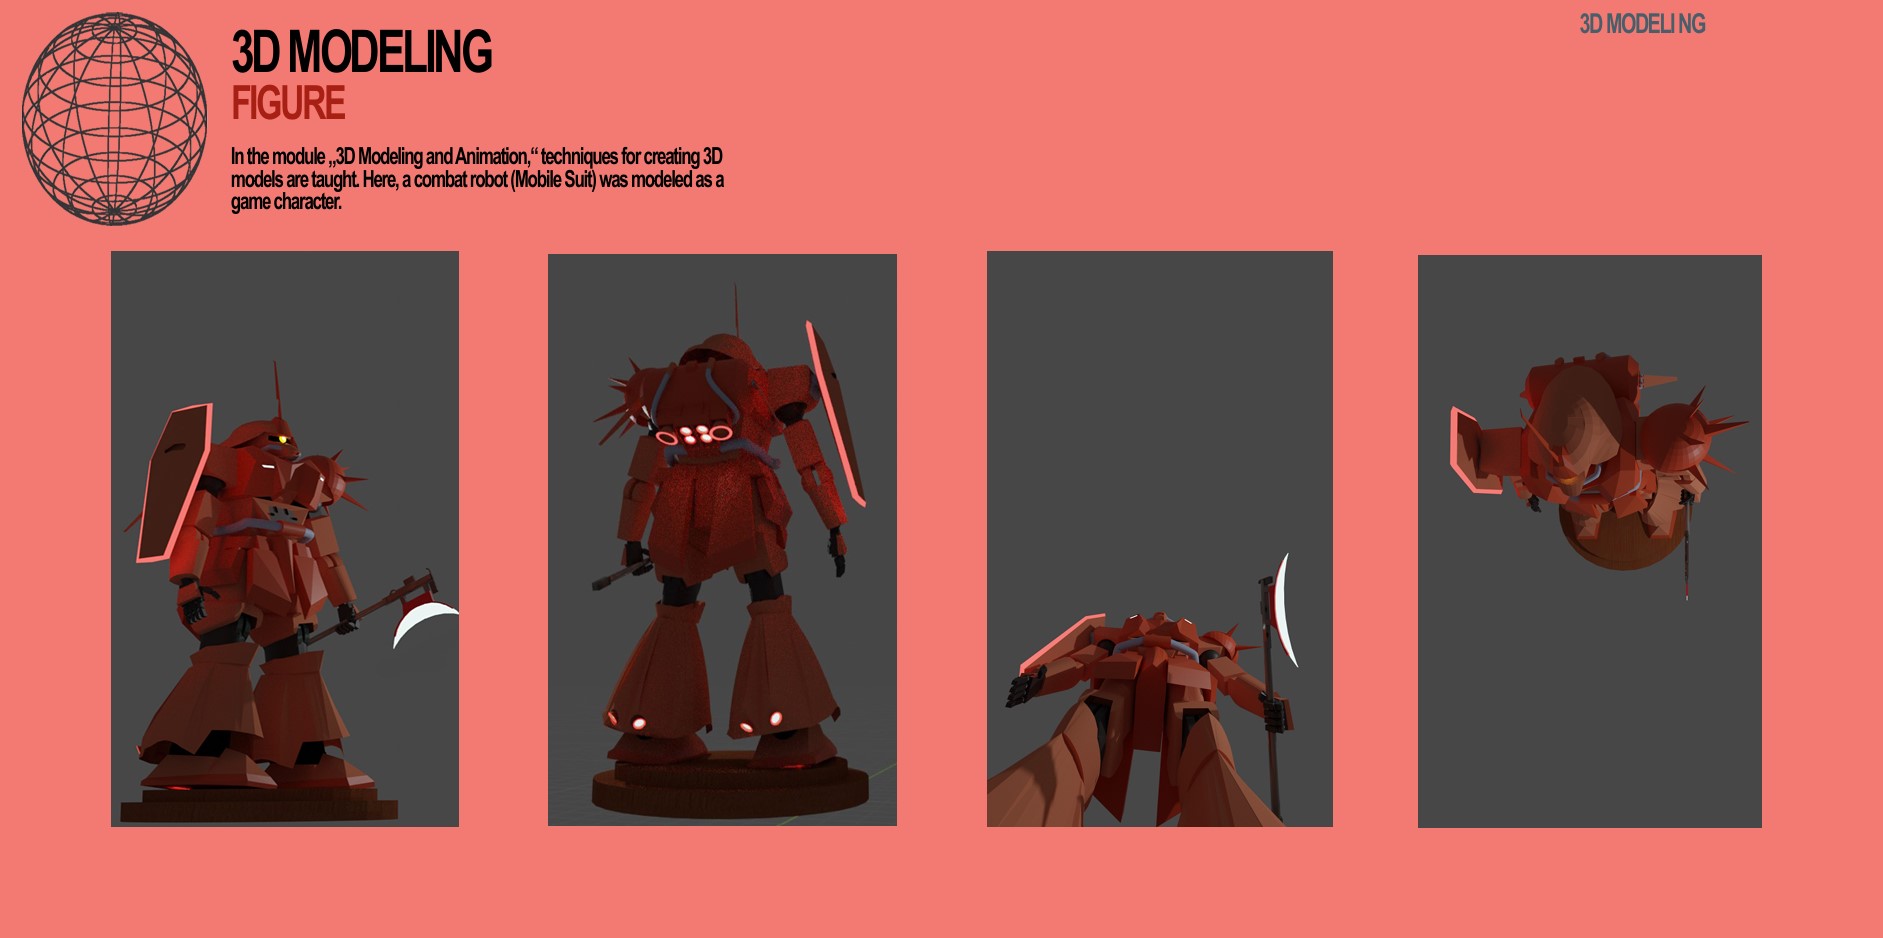 3D MODELING
FIGURE
In the module „3D Modeling and Animation,“ techniques for creating 3D
models are taught. Here, a combat robot (Mobile Suit) was modeled as a
game character.
3D MODELI NG